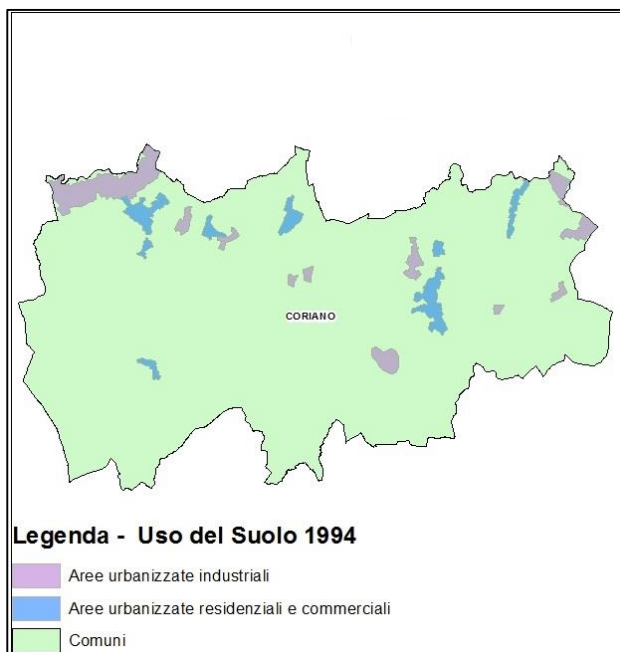 CORIANO
Legenda - Uso del Suolo 1994
Aree urbanizzate industriali
Aree urbanizzate residenziali e commerciali
Comuni